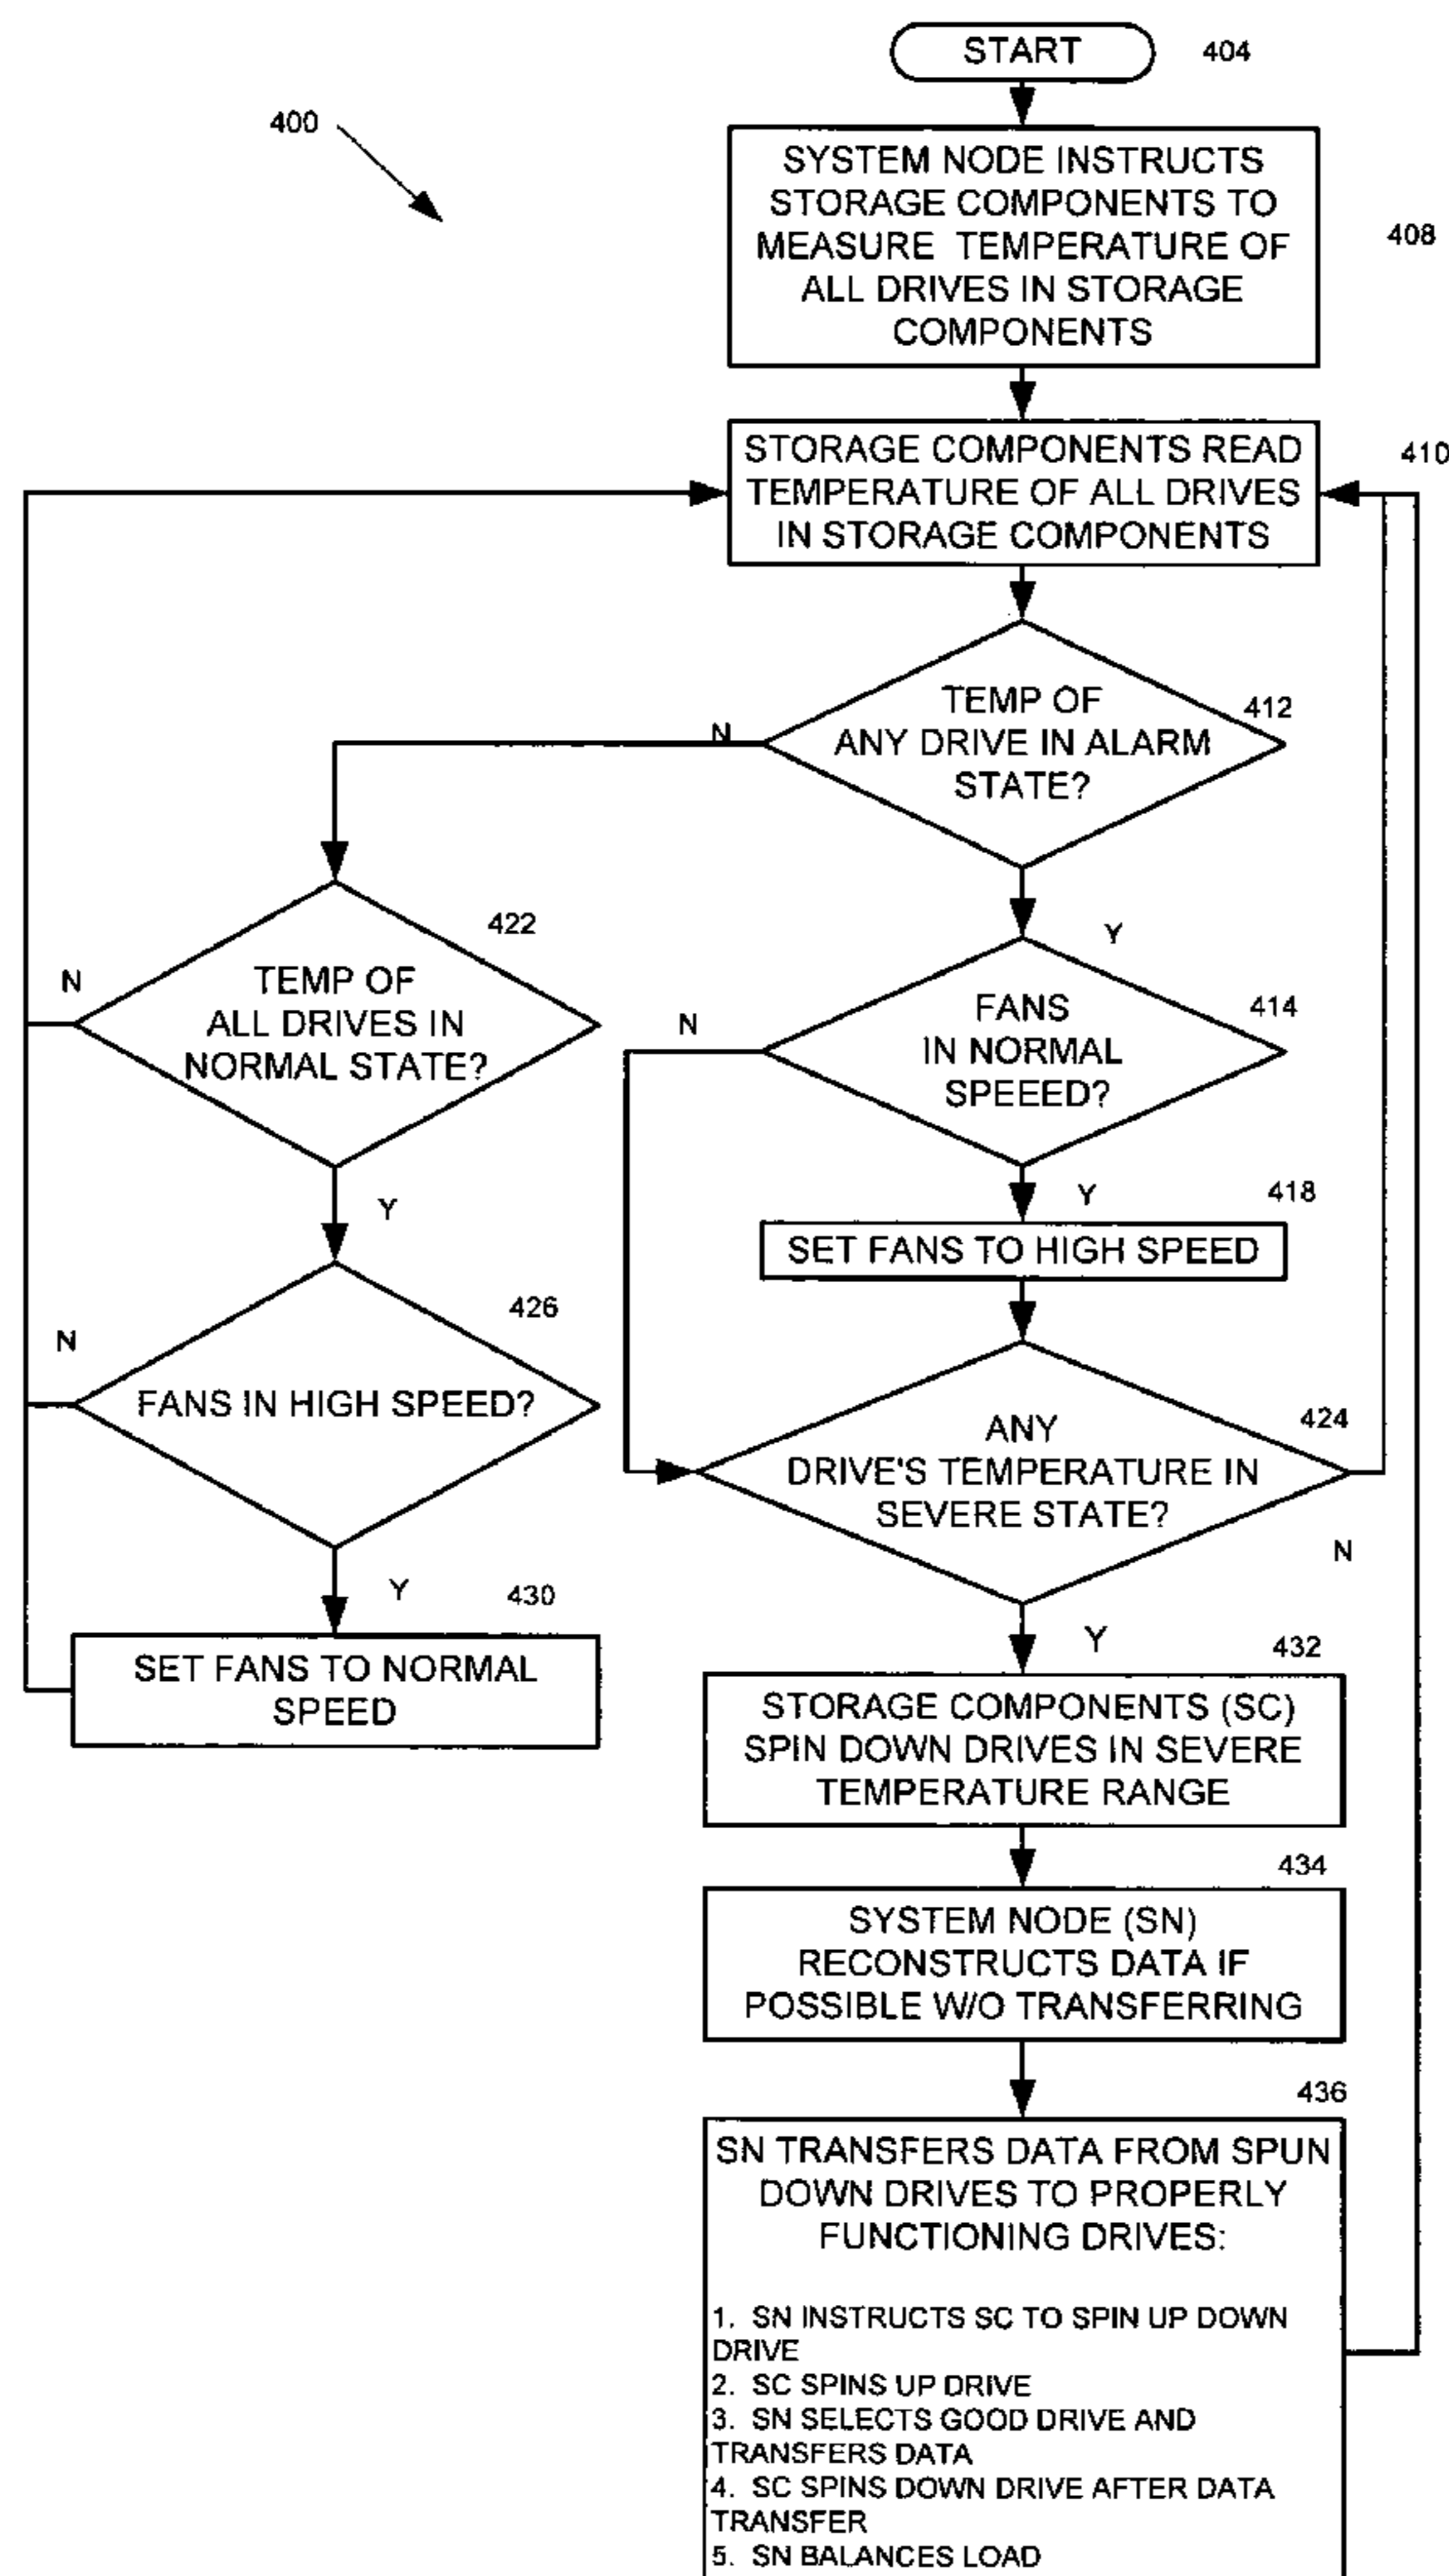 START
404
400
SYSTEM NODE INSTRUCTS
STORAGE COMPONENTS TO
MEASURE TEMPERATURE OF
ALL DRIVES IN STORAGE
COMPONENTS
408
STORAGE COMPONENTS READ
TEMPERATURE OF ALL DRIVES
IN STORAGE COMPONENTS
410
TEMP OF
ANY DRIVE IN ALARM
STATE?
412
N
Y
TEMP OF
ALL DRIVES IN
NORMAL STATE?
422
N
Y
FANS
IN NORMAL
SPEEED?
414
N
Y
SET FANS TO HIGH SPEED
418
FANS IN HIGH SPEED?
426
N
Y
ANY
DRIVE'S TEMPERATURE IN
SEVERE STATE?
424
N
Y
SET FANS TO NORMAL
SPEED
430
STORAGE COMPONENTS (SC)
SPIN DOWN DRIVES IN SEVERE
TEMPERATURE RANGE
432
SYSTEM NODE (SN)
RECONSTRUCTS DATA IF
POSSIBLE W/O TRANSFERRING
434
SN TRANSFERS DATA FROM SPUN
DOWN DRIVES TO PROPERLY
FUNCTIONING DRIVES:
436
1. SN INSTRUCTS SC TO SPIN UP DOWN
DRIVE
2. SC SPINS UP DRIVE
3. SN SELECTS GOOD DRIVE AND
TRANSFERS DATA
4. SC SPINS DOWN DRIVE AFTER DATA
TRANSFER
5. SN BALANCES LOAD